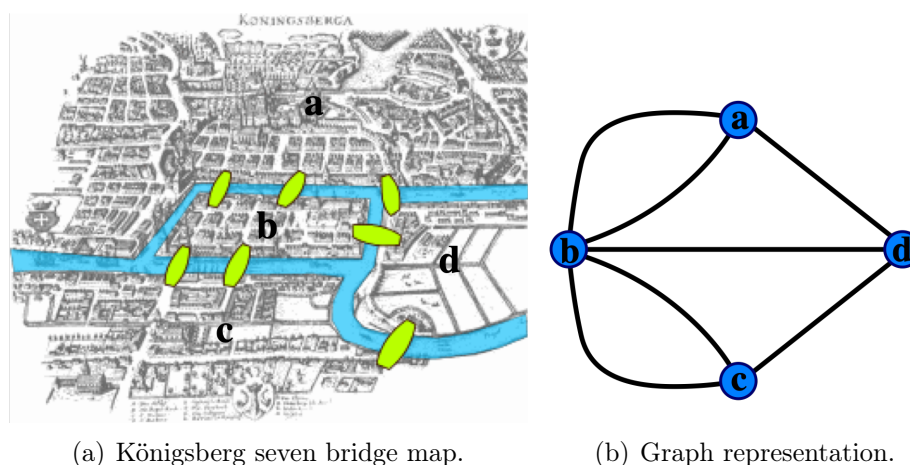 KONINGSBERGA
a
b
d
c
a
b
d
c
(a) Königsberg seven bridge map.
(b) Graph representation.